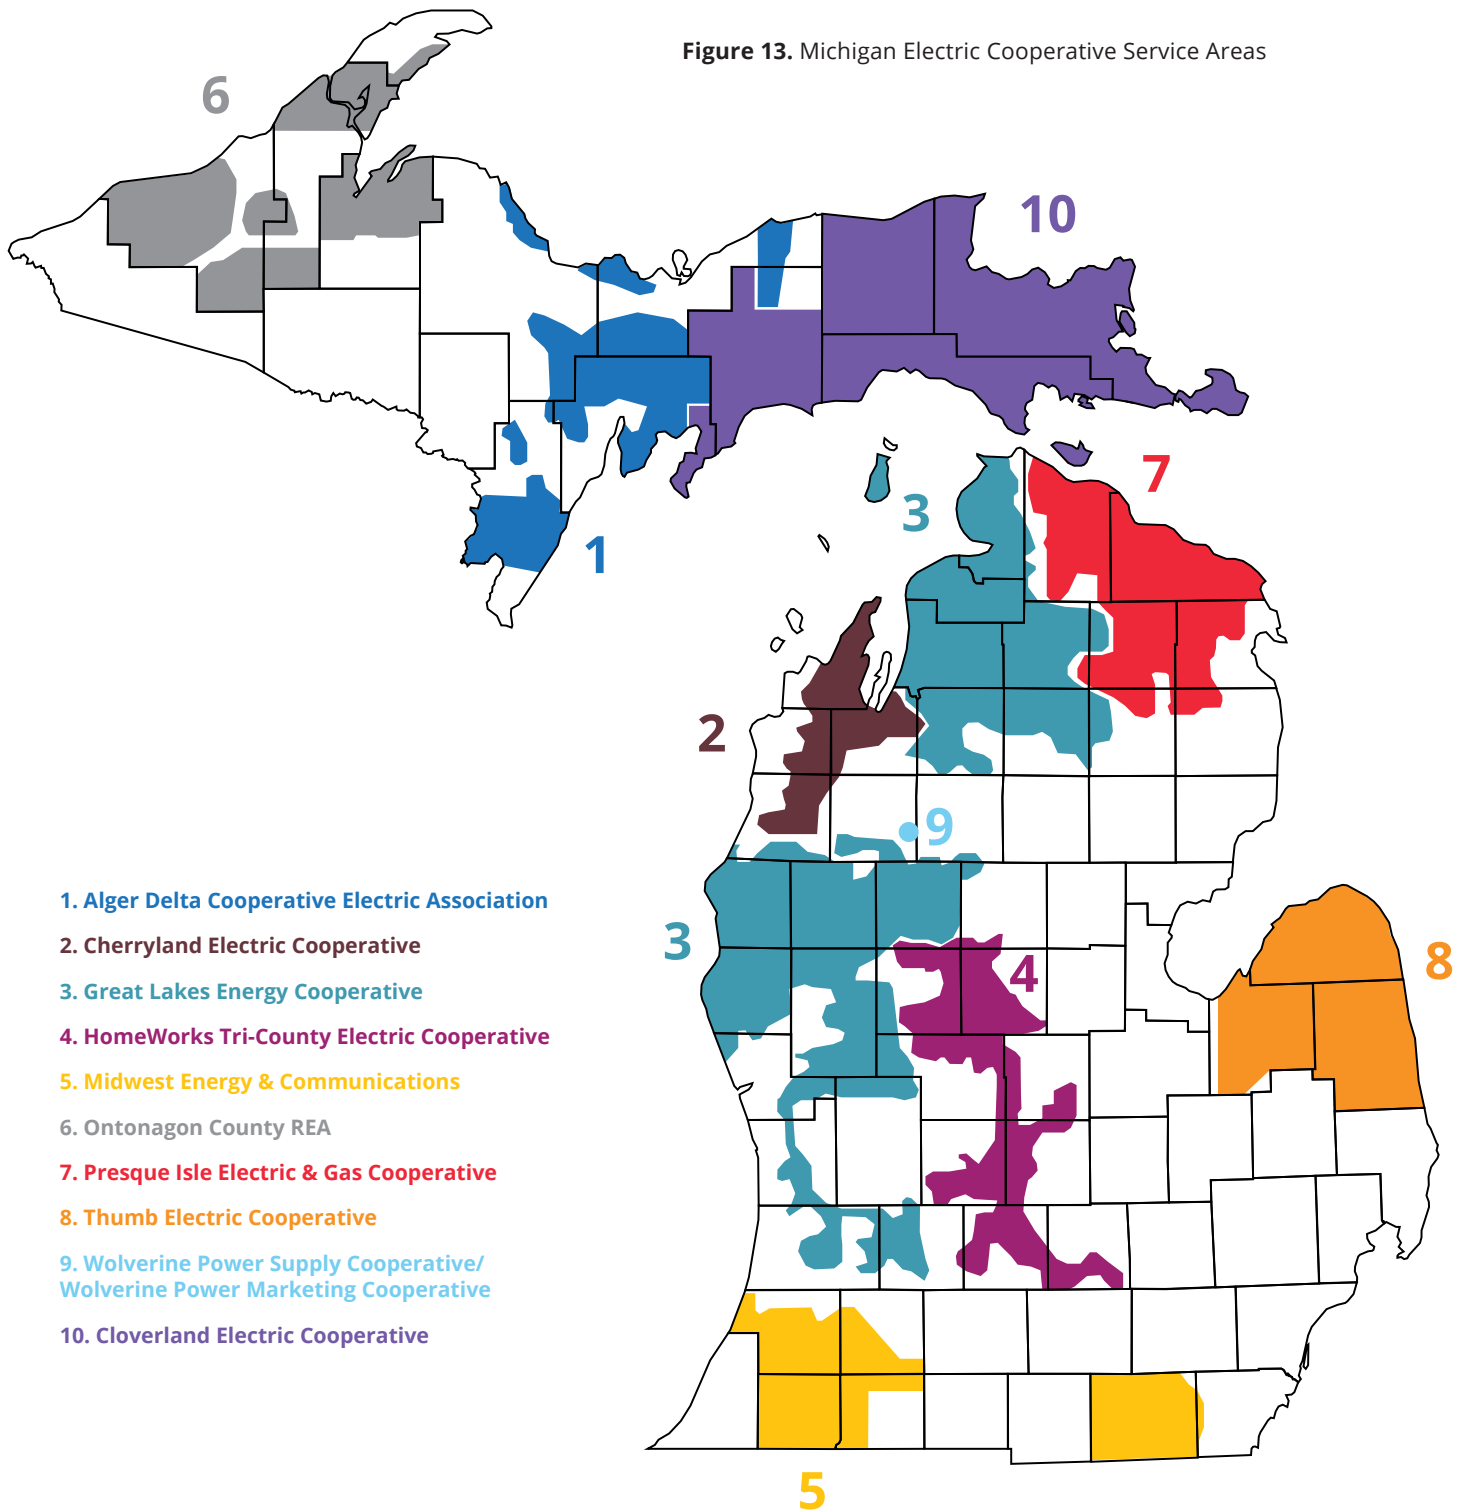 Figure 13. Michigan Electric Cooperative Service Areas
6
10
7
3
1
2
9
3
4
8
5
1. Alger Delta Cooperative Electric Association
2. Cherryland Electric Cooperative
3. Great Lakes Energy Cooperative
4. HomeWorks Tri-County Electric Cooperative
5. Midwest Energy & Communications
6. Ontonagon County REA
7. Presque Isle Electric & Gas Cooperative
8. Thumb Electric Cooperative
9. Wolverine Power Supply Cooperative/
Wolverine Power Marketing Cooperative
10. Cloverland Electric Cooperative